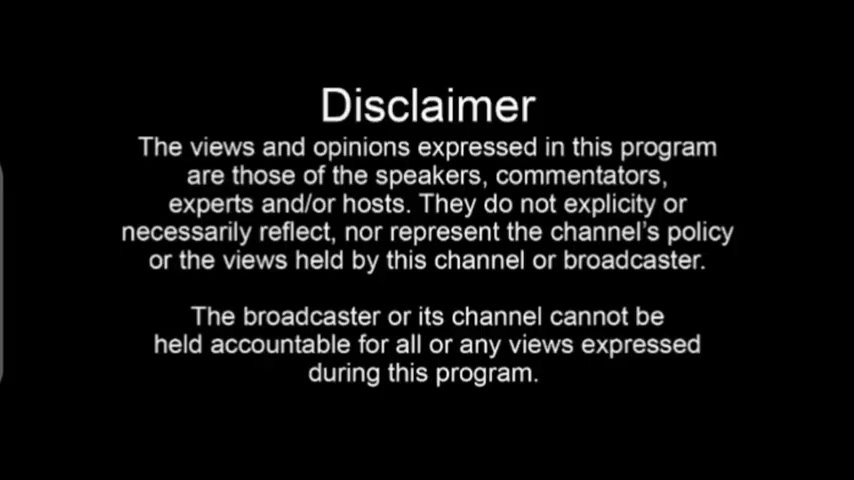 Disclaimer
The views and opinions expressed in this program
are those of the speakers, commentators,
experts and/or hosts. They do not explicity or
necessarily reflect, nor represent the channel's policy
or the views held by this channel or broadcaster.
The broadcaster or its channel cannot be
held accountable for all or any views expressed
during this program.